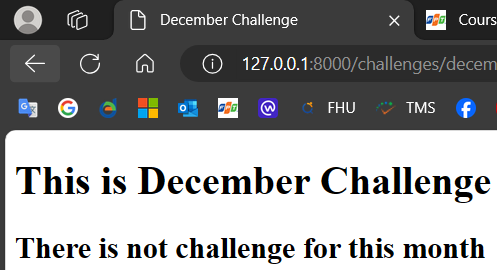 December Challenge
Cours
127.0.0.1:8000/challenges/decem
FPT
FHU
TMS
This is December Challenge
There is not challenge for this month